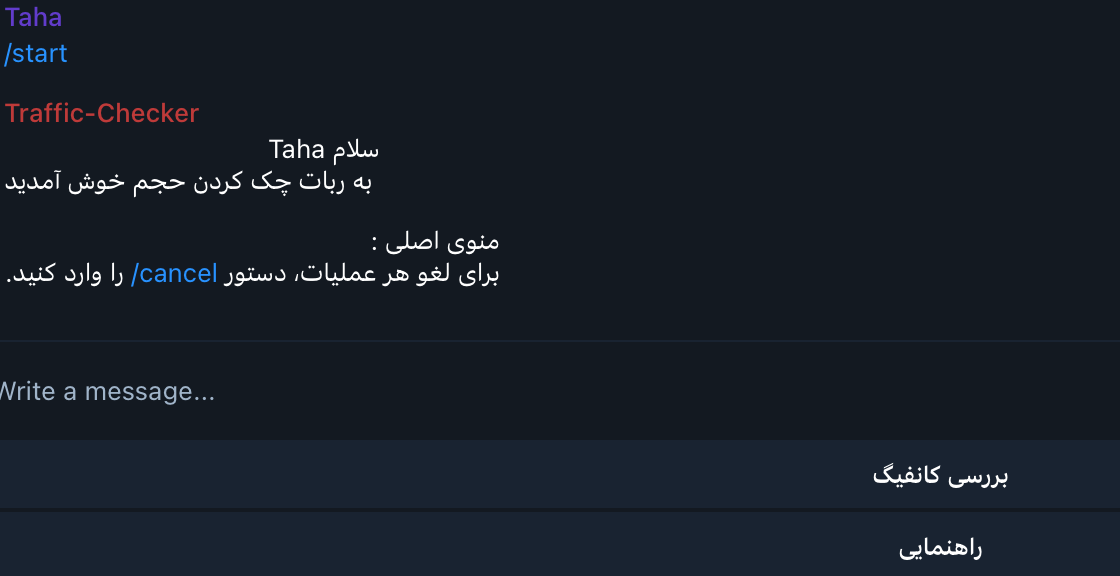 Taha
/start
Traffic-Checker
سلام Taha
به ربات چک کردن حجم خوش آمدید
منوی اصلی :
برای لغو هر عملیات، دستور /cancel را وارد کنید.
Write a message...
بررسی کانفیگ
راهنمایی